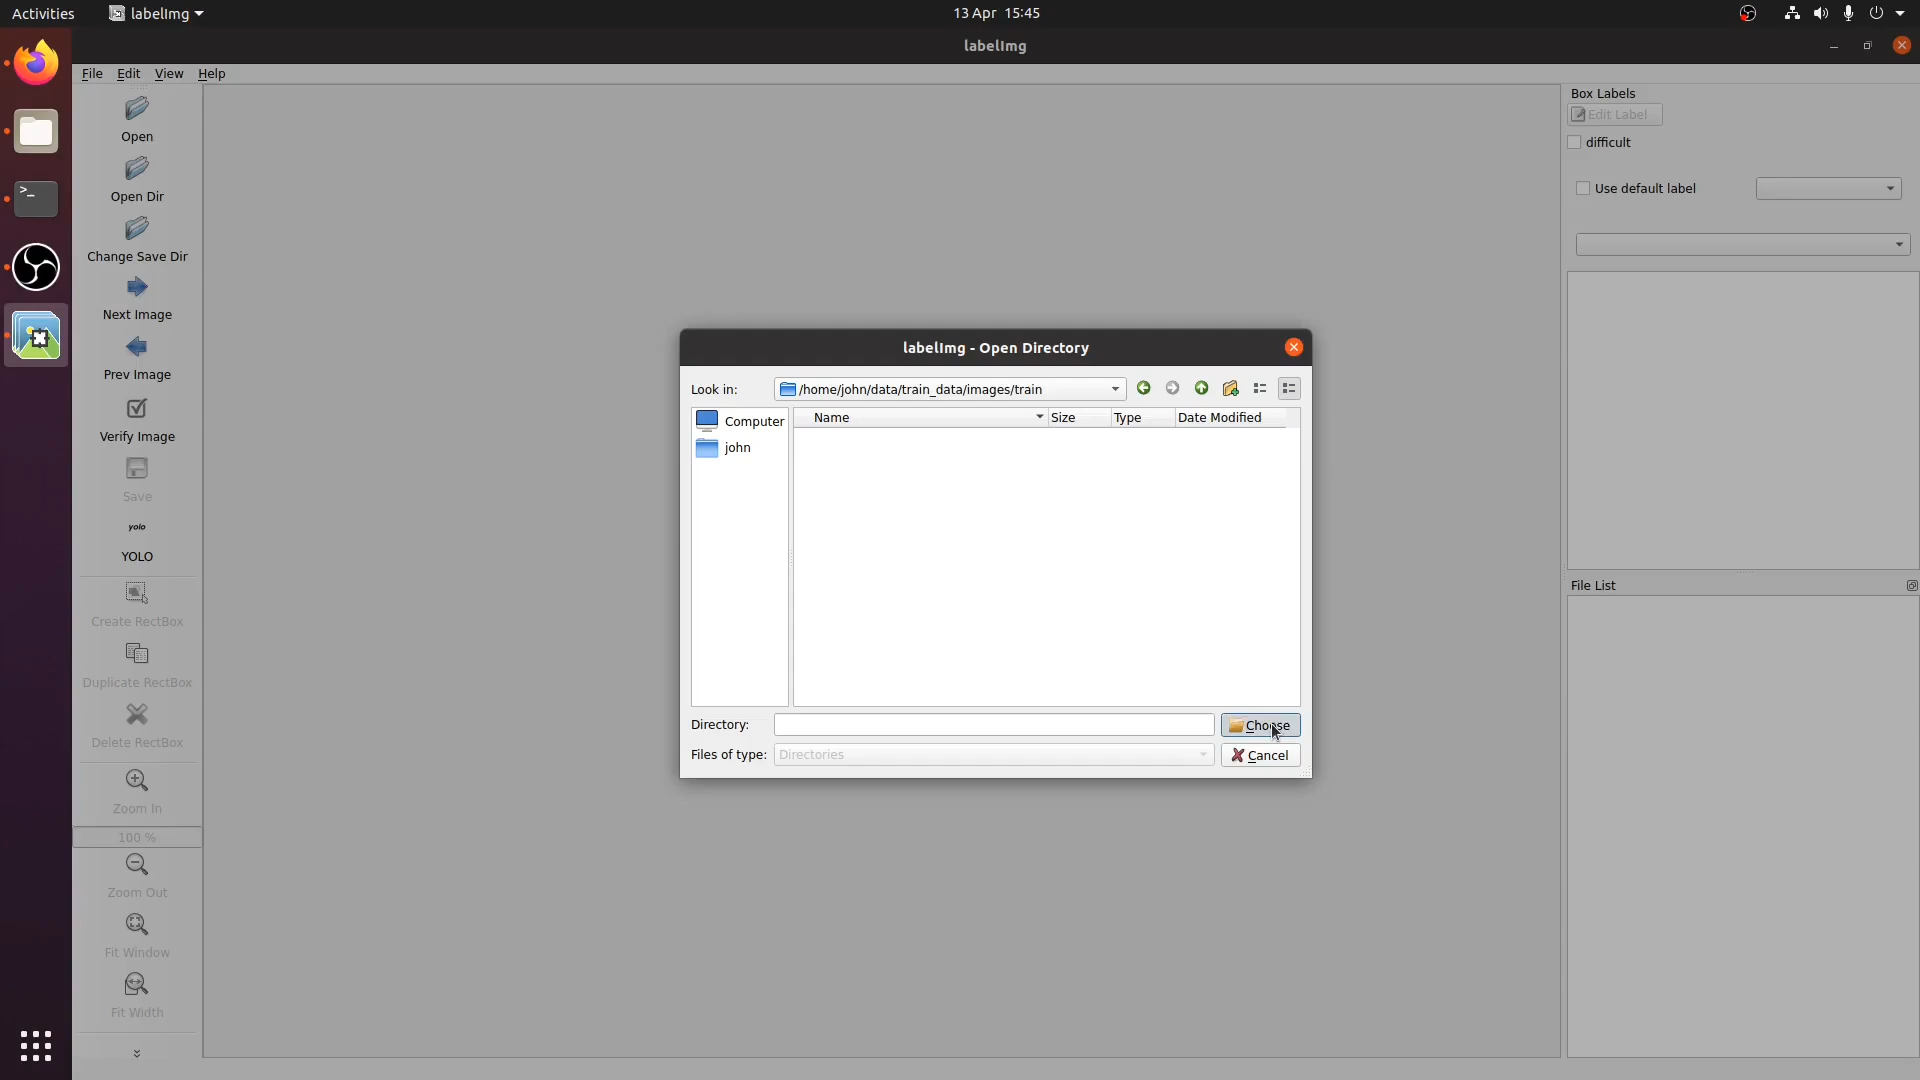 Activities
labelImg
13 Apr 15:45
labelImg
File Edit View Help
Open
Open Dir
Change Save Dir
Next Image
Prev Image
Verify Image
Save
yolo
YOLO
Create RectBox
Duplicate RectBox
Delete RectBox
Zoom In
100 %
Zoom Out
Fit Window
Fit Width
labelImg - Open Directory
Look in: /home/john/data/train_data/images/train
Computer
john
Name Size Type Date Modified
Directory: Choose
Files of type: Directories Cancel
Box Labels
Edit Label
difficult
Use default label
File List